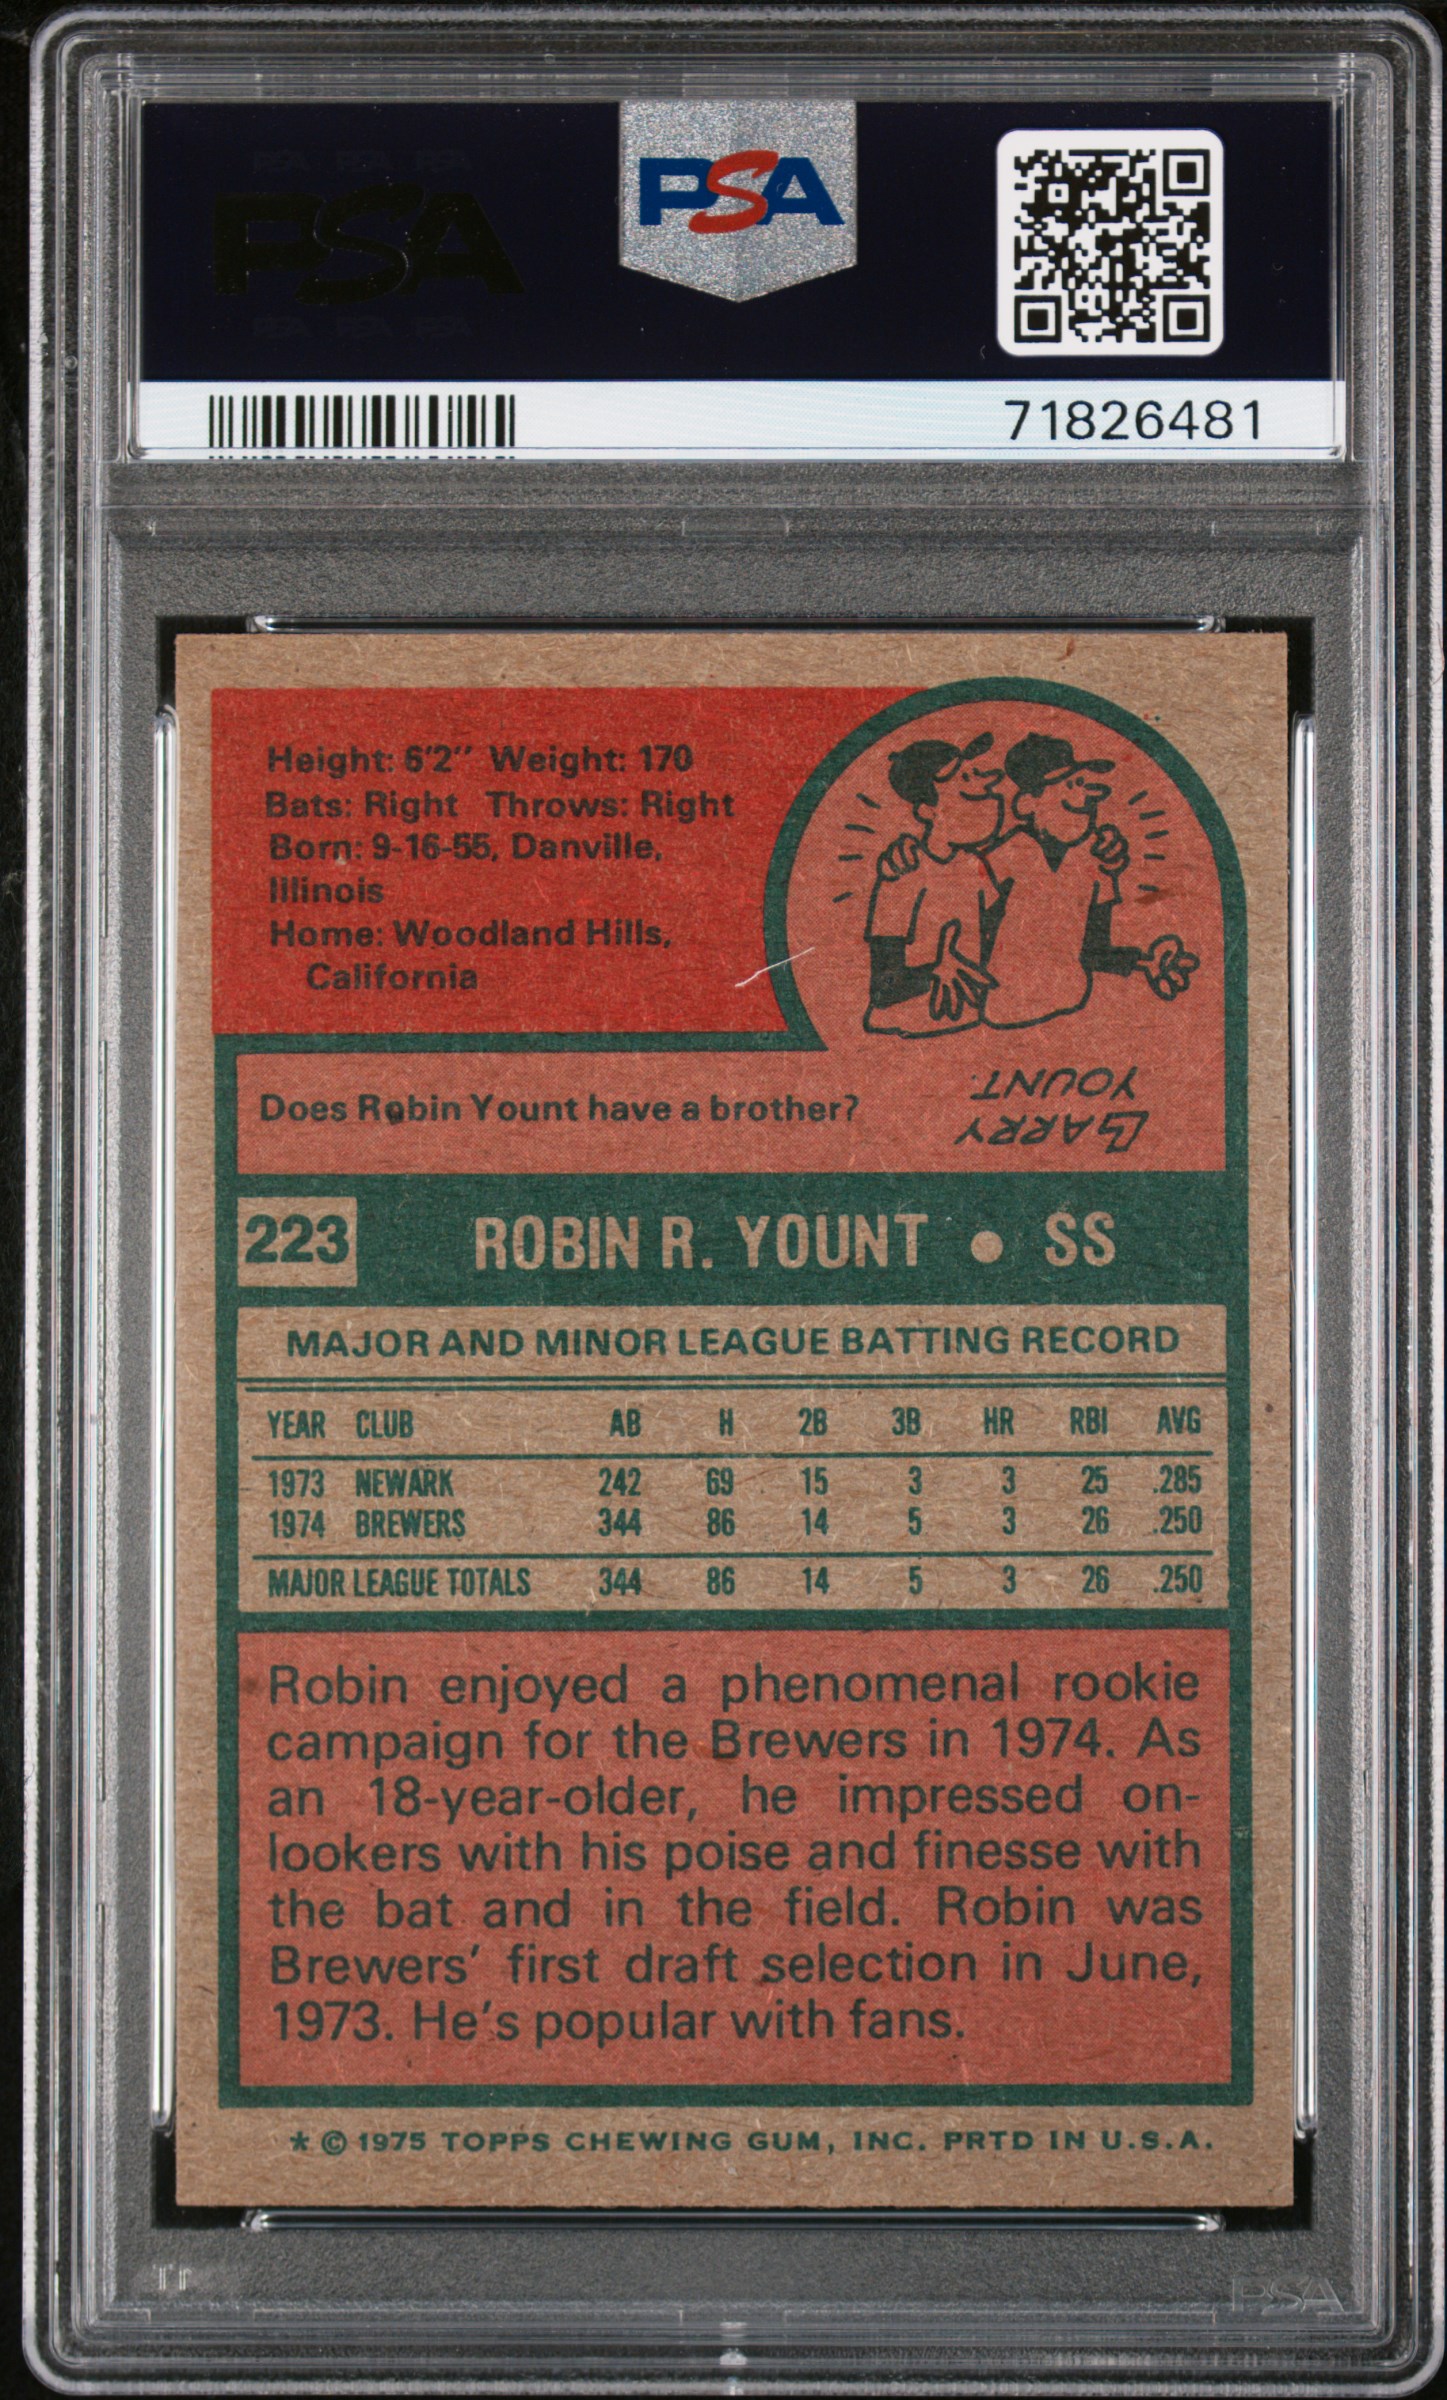 PSA
PSA
71826481
Height: 6'2" Weight: 170
Bats: Right Throws: Right
Born: 9-16-55, Danville,
Illinois
Home: Woodland Hills,
California
Does Robin Yount have a brother?
GARRY
YOUNT.
223 ROBIN R. YOUNT • SS
MAJOR AND MINOR LEAGUE BATTING RECORD
YEAR CLUB AB H 2B 3B HR RBI AVG
1973 NEWARK 242 69 15 3 3 25 .285
1974 BREWERS 344 86 14 5 3 26 .250
MAJOR LEAGUE TOTALS 344 86 14 5 3 26 .250
Robin enjoyed a phenomenal rookie
campaign for the Brewers in 1974. As
an 18-year-older, he impressed on-
lookers with his poise and finesse with
the bat and in the field. Robin was
Brewers' first draft selection in June,
1973. He's popular with fans.
* © 1975 TOPPS CHEWING GUM, INC. PRTD IN U.S.A.
PSA